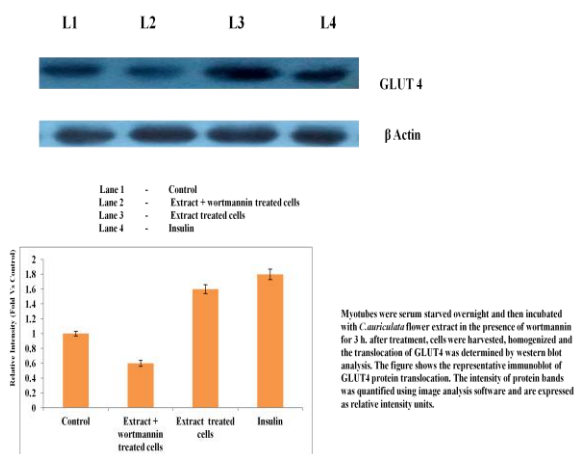 L1 L2 L3 L4
GLUT 4
β Actin
Lane 1 - Control
Lane 2 - Extract + wortmannin treated cells
Lane 3 - Extract treated cells
Lane 4 - Insulin
Relative Intensity (Fold Vs Control)
2
1.8
1.6
1.4
1.2
1
0.8
0,6
0.4
0.2
0
Control
Extract +
wortmannin
treated cells
Extract treated
cells
Insulin
Myotubes were serum starved overnight and then incubated
with C.auriculata flower extract in the presence of wortmannin
for 3 h. after treatment, cells were harvested, homogenized and
the translocation of GLUT4 was determined by western blot
analysis. The figure shows the representative immunoblot of
GLUT4 protein translocation. The intensity of protein bands
was quantified using image analysis software and are expressed
as relative intensity units.